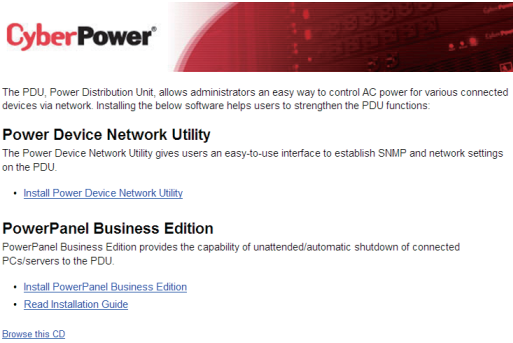 CyberPower®
The PDU, Power Distribution Unit, allows administrators an easy way to control AC power for various connected
devices via network. Installing the below software helps users to strengthen the PDU functions:
Power Device Network Utility
The Power Device Network Utility gives users an easy-to-use interface to establish SNMP and network settings
on the PDU.
• Install Power Device Network Utility
PowerPanel Business Edition
PowerPanel Business Edition provides the capability of unattended/automatic shutdown of connected
PCs/servers to the PDU.
• Install PowerPanel Business Edition
• Read Installation Guide
Browse this CD